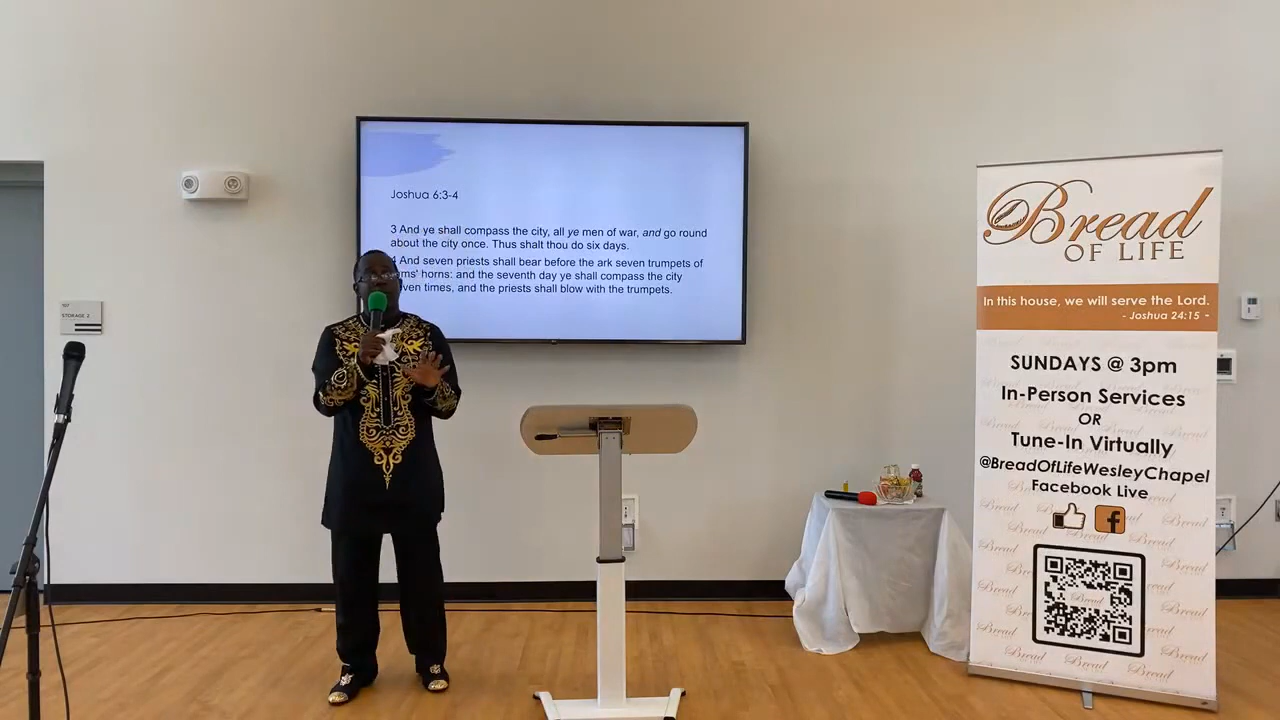 Joshua 6:3-4
3 And ye shall compass the city, all ye men of war, and go round
about the city once. Thus shalt thou do six days.
And seven priests shall bear before the ark seven trumpets of
horns: and the seventh day ye shall compass the city
times, and the priests shall blow with the trumpets.
Bread
OF LIFE
In this house, we will serve the Lord.
- Joshua 24:15 -
SUNDAYS @ 3pm
In-Person Services
OR
Tune-In Virtually
@BreadOfLifeWesleyChapel
Facebook Live
f
107
STORAGE 2